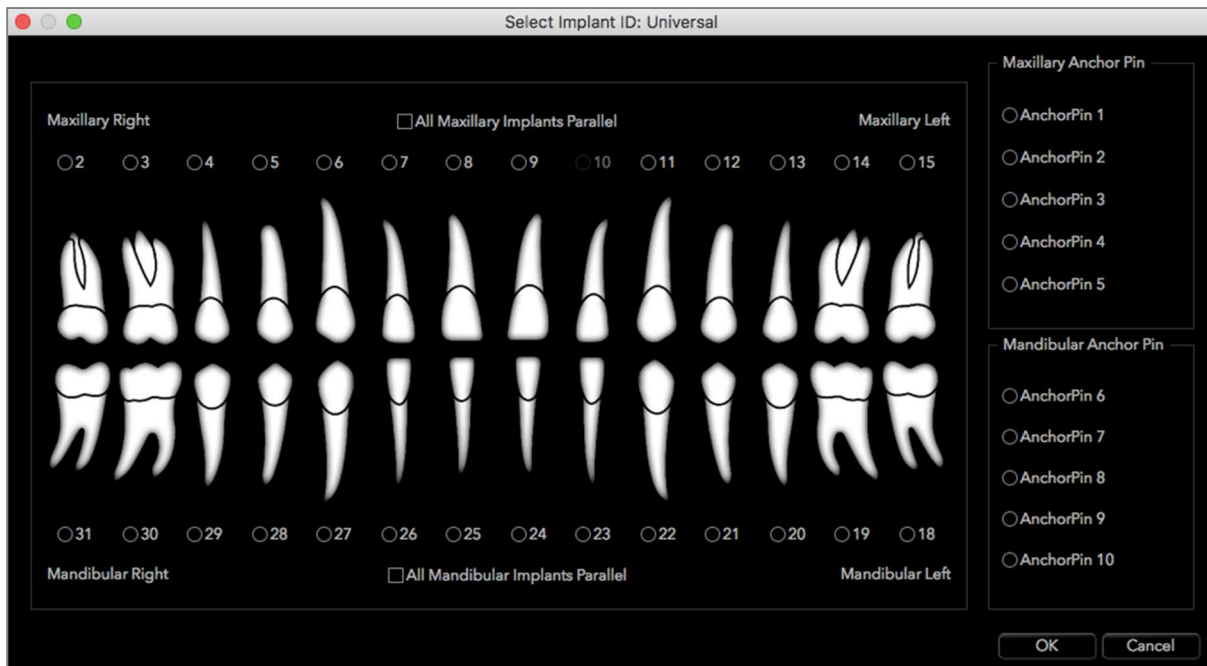 Select Implant ID: Universal
Maxillary Right
All Maxillary Implants Parallel
Maxillary Left
2 3 4 5 6 7 8 9 10 11 12 13 14 15
31 30 29 28 27 26 25 24 23 22 21 20 19 18
Mandibular Right
All Mandibular Implants Parallel
Mandibular Left
Maxillary Anchor Pin
AnchorPin 1
AnchorPin 2
AnchorPin 3
AnchorPin 4
AnchorPin 5
Mandibular Anchor Pin
AnchorPin 6
AnchorPin 7
AnchorPin 8
AnchorPin 9
AnchorPin 10
OK
Cancel